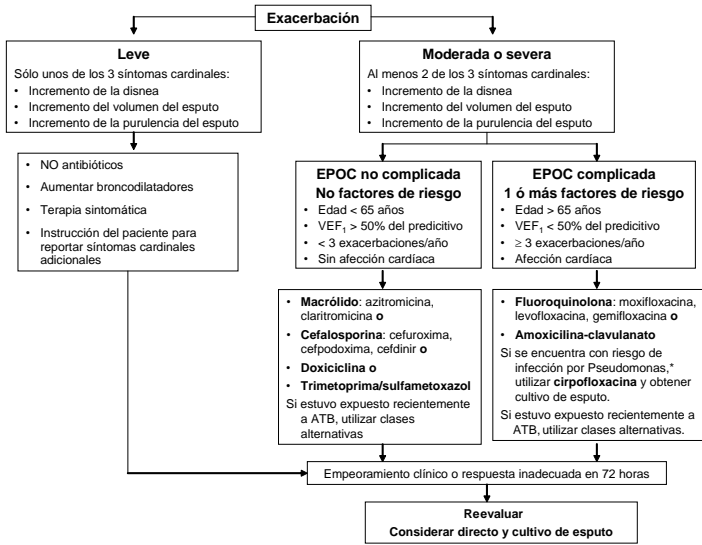 Exacerbación
Leve
Sólo unos de los 3 síntomas cardinales:
• Incremento de la disnea
• Incremento del volumen del esputo
• Incremento de la purulencia del esputo
Moderada o severa
Al menos 2 de los 3 síntomas cardinales:
• Incremento de la disnea
• Incremento del volumen del esputo
• Incremento de la purulencia del esputo
• NO antibióticos
• Aumentar broncodilatadores
• Terapia sintomática
• Instrucción del paciente para
reportar síntomas cardinales
adicionales
EPOC no complicada
No factores de riesgo
• Edad < 65 años
• VEF1 > 50% del predicitivo
• < 3 exacerbaciones/año
• Sin afección cardíaca
EPOC complicada
1 ó más factores de riesgo
• Edad > 65 años
• VEF1 < 50% del predicitivo
• ≥ 3 exacerbaciones/año
• Afección cardíaca
• Macrólido: azitromicina,
claritromicina o
• Cefalosporina: cefuroxima,
cefpodoxima, cefdinir o
• Doxiciclina o
• Trimetoprima/sulfametoxazol
Si estuvo expuesto recientemente
a ATB, utilizar clases
alternativas
• Fluoroquinolona: moxifloxacina,
levofloxacina, gemifloxacina o
• Amoxicilina-clavulanato
Si se encuentra con riesgo de
infección por Pseudomonas,*
utilizar cirpofloxacina y obtener
cultivo de esputo.
Si estuvo expuesto recientemente a
ATB, utilizar clases alternativas.
Empeoramiento clínico o respuesta inadecuada en 72 horas
Reevaluar
Considerar directo y cultivo de esputo